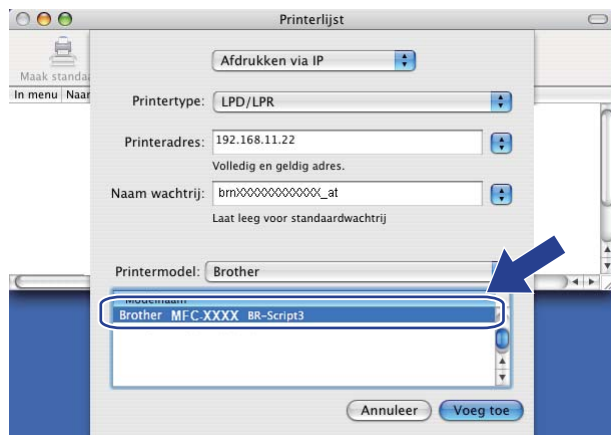 Printerlijst
Afdrukken via IP
Maak standa
In menu Naar
Printertype: LPD/LPR
Printeradres: 192.168.11.22
Volledig en geldig adres.
Naam wachtrij: brnXXXXXXXXXXXX_at
Laat leeg voor standaardwachtrij
Printermodel: Brother
Modelnaam
Brother MFC-XXXX BR-Script3
Annuleer Voeg toe